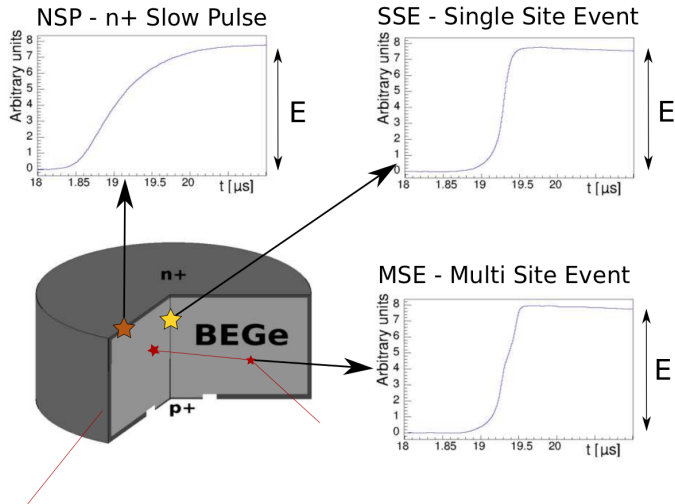 NSP - n+ Slow Pulse
Arbitrary units
8
7
6
5
4
3
2
1
0
18 18.5 19 19.5 20
t [μs]
E
SSE - Single Site Event
Arbitrary units
8
7
6
5
4
3
2
1
0
18 1.85 19 19.5 20
t [μs]
E
n+
BEGe
p+
MSE - Multi Site Event
Arbitrary units
8
7
6
5
4
3
2
1
0
18 1.85 19 19.5 20
t [μs]
E